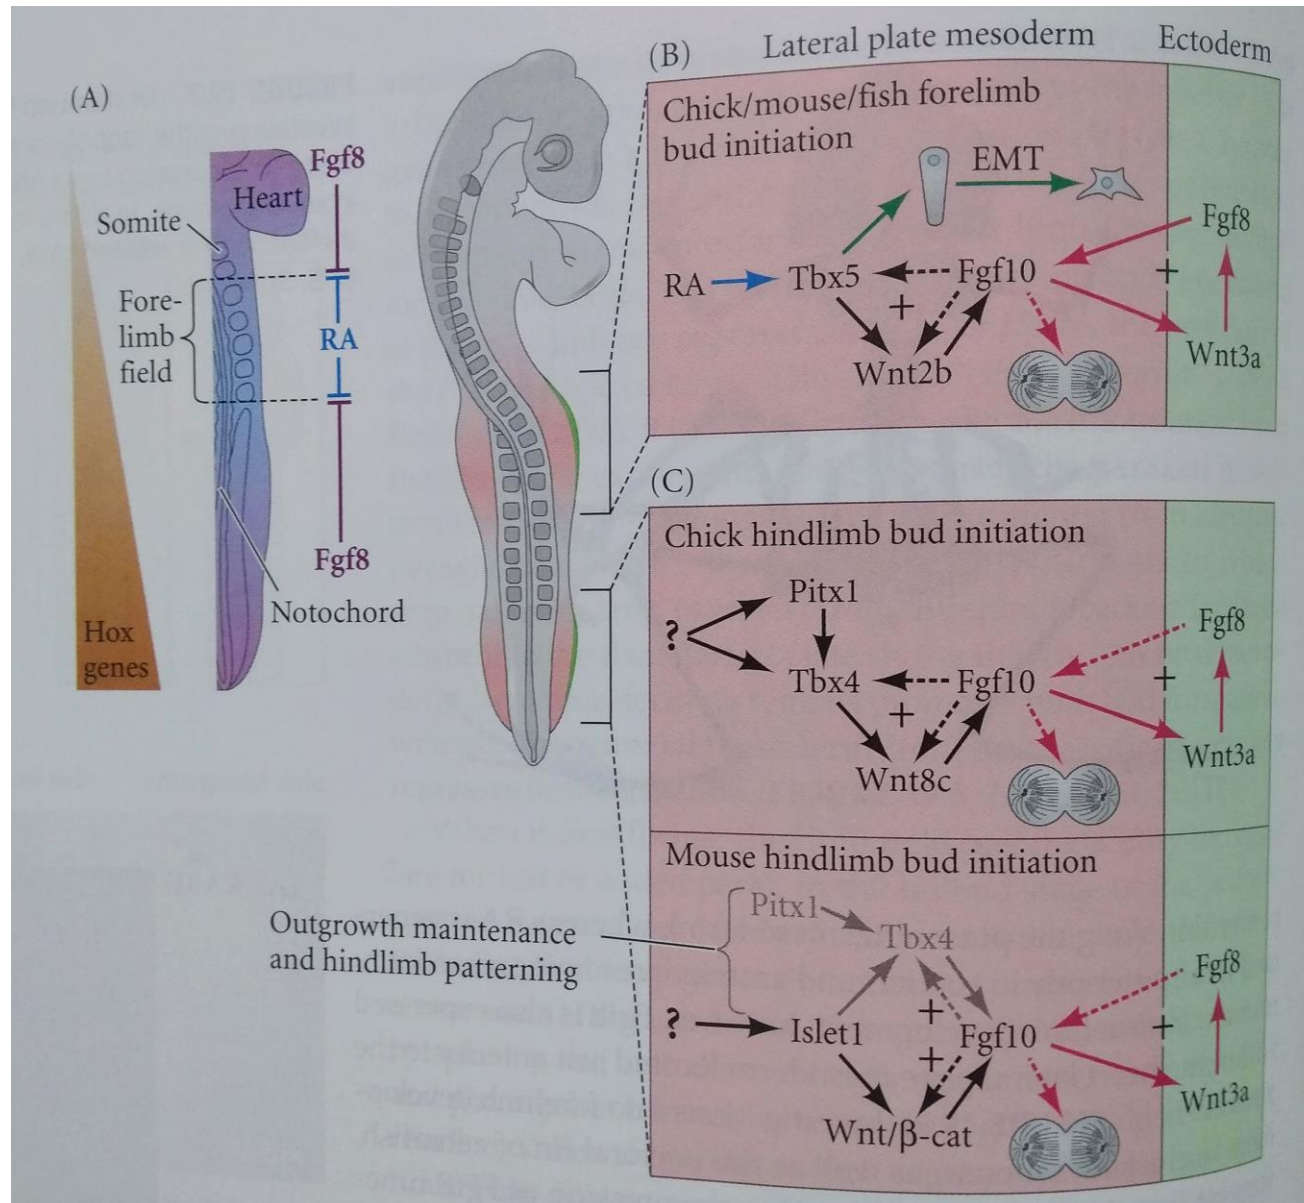 (A)
Fgf8
Heart
Somite
Fore-
limb
field
RA
Fgf8
Notochord
Hox
genes
(B)
Lateral plate mesoderm
Ectoderm
Chick/mouse/fish forelimb
bud initiation
EMT
Fgf8
RA
Tbx5
Fgf10
+
+
Wnt2b
Wnt3a
(C)
Chick hindlimb bud initiation
Pitx1
?
Fgf8
Tbx4
Fgf10
+
+
Wnt8c
Wnt3a
Mouse hindlimb bud initiation
Pitx1
Tbx4
Outgrowth maintenance
and hindlimb patterning
Fgf8
?
Islet1
+
Fgf10
+
+
Wnt3a
Wnt/β-cat